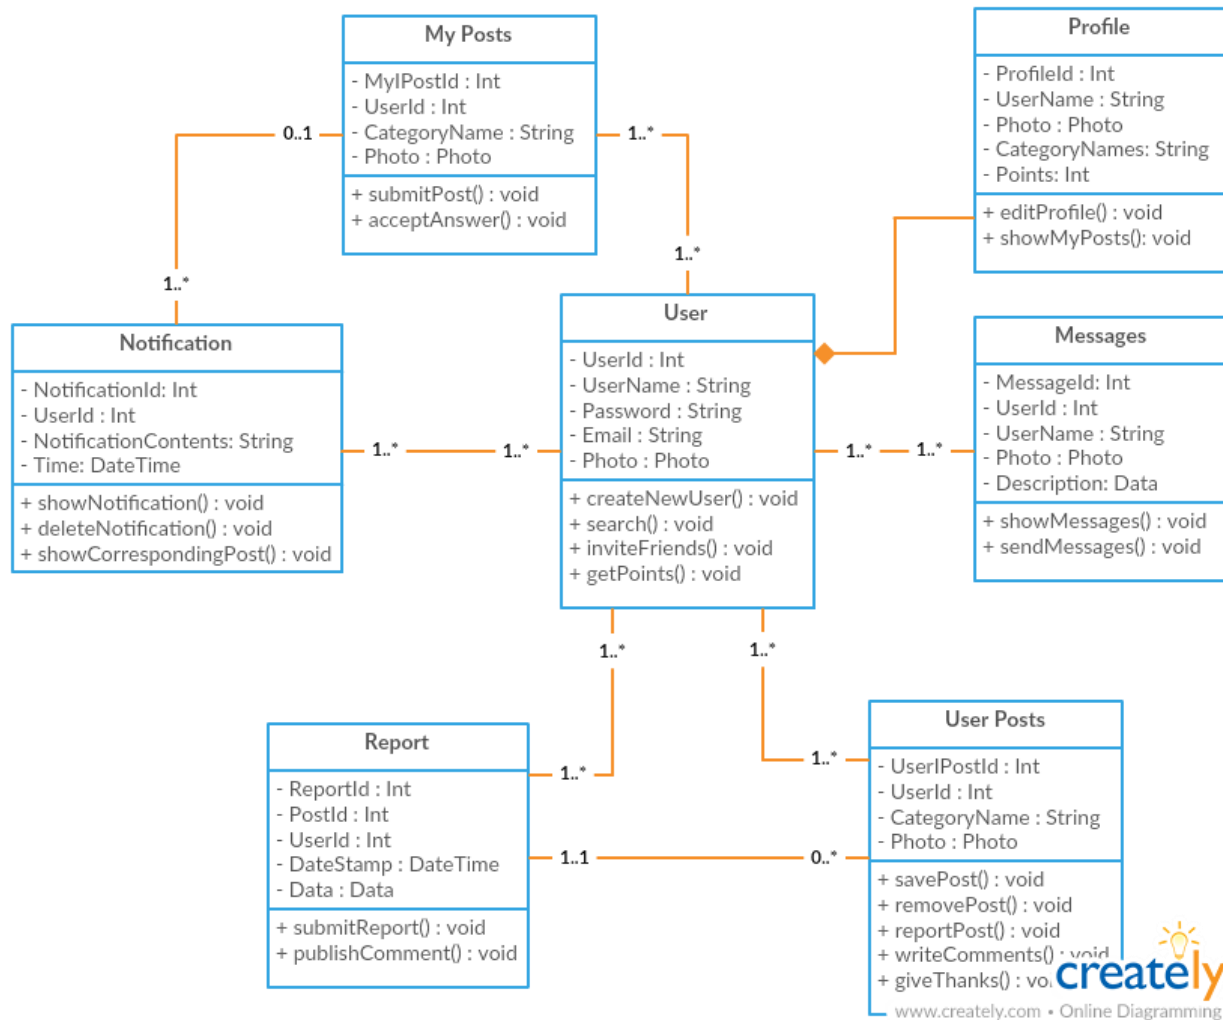 My Posts
- MyIPostId : Int
- UserId : Int
- CategoryName : String
- Photo : Photo
+ submitPost() : void
+ acceptAnswer() : void
Profile
- ProfileId : Int
- UserName : String
- Photo : Photo
- CategoryNames: String
- Points: Int
+ editProfile() : void
+ showMyPosts(): void
0..1
1..*
1..*
1..*
Notification
- NotificationId: Int
- UserId : Int
- NotificationContents: String
- Time: DateTime
+ showNotification() : void
+ deleteNotification() : void
+ showCorrespondingPost() : void
1..*
1..*
User
- UserId : Int
- UserName : String
- Password : String
- Email : String
- Photo : Photo
+ createNewUser() : void
+ search() : void
+ inviteFriends() : void
+ getPoints() : void
1..*
1..*
Messages
- MessageId: Int
- UserId : Int
- UserName : String
- Photo : Photo
- Description: Data
+ showMessages() : void
+ sendMessages() : void
1..*
1..*
1..*
1..*
Report
- ReportId : Int
- PostId : Int
- UserId : Int
- DateStamp : DateTime
- Data : Data
+ submitReport() : void
+ publishComment() : void
1..1
0..*
User Posts
- UserIPostId : Int
- UserId : Int
- CategoryName : String
- Photo : Photo
+ savePost() : void
+ removePost() : void
+ reportPost() : void
+ writeComments() : void
+ giveThanks() :
creately
www.creately.com • Online Diagramming